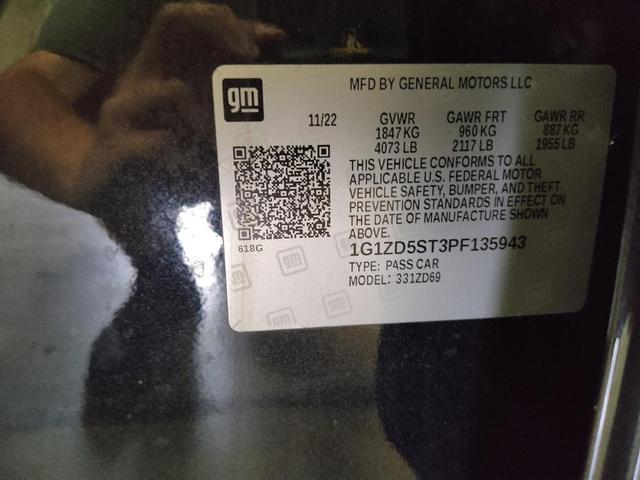 gm
MFD BY GENERAL MOTORS LLC
11/22 GVWR GAWR FRT GAWR RR
1847 KG 960 KG 887 KG
4073 LB 2117 LB 1955 LB
THIS VEHICLE CONFORMS TO ALL
APPLICABLE U.S. FEDERAL MOTOR
VEHICLE SAFETY, BUMPER, AND THEFT
PREVENTION STANDARDS IN EFFECT ON
THE DATE OF MANUFACTURE SHOWN
ABOVE.
618G
1G1ZD5ST3PF135943
TYPE: PASS CAR
MODEL: 331ZD69